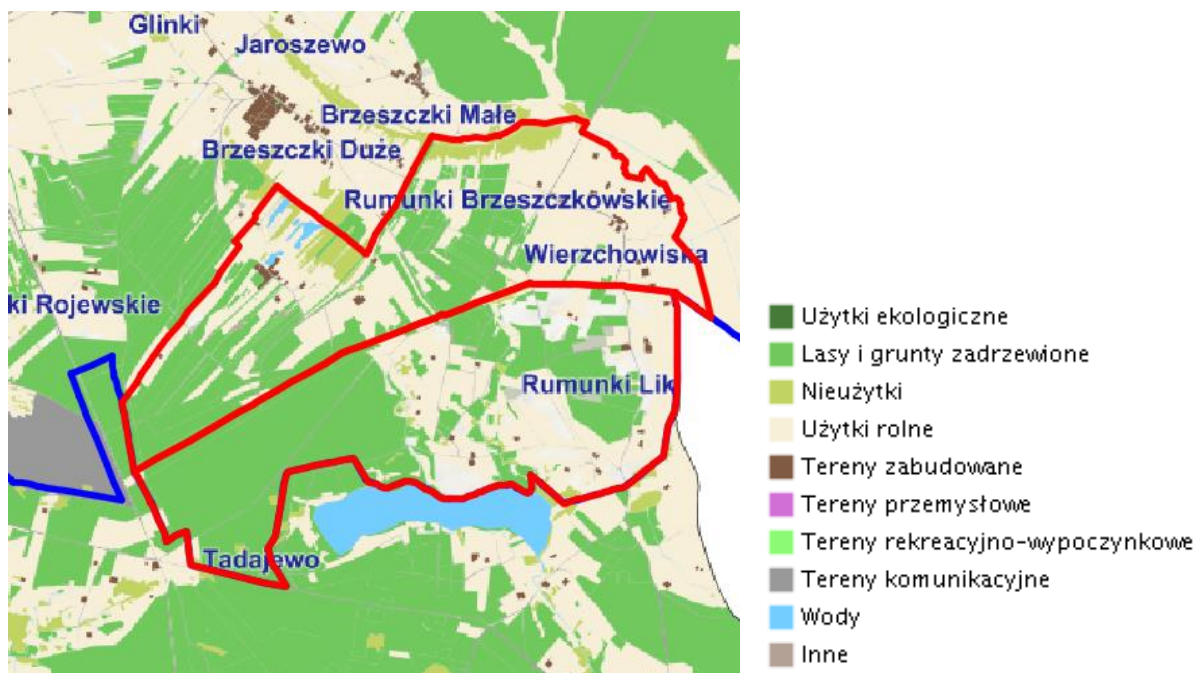 Glinki
Jaroszewo
Brzeszczki Małe
Brzeszczki Duże
Rumunki Brzeszczkowskie
Wierzchowiska
ki Rojewskie
Rumunki Lik
Tadajewo
Użytki ekologiczne
Lasy i grunty zadrzewione
Nieużytki
Użytki rolne
Tereny zabudowane
Tereny przemysłowe
Tereny rekreacyjno-wypoczynkowe
Tereny komunikacyjne
Wody
Inne